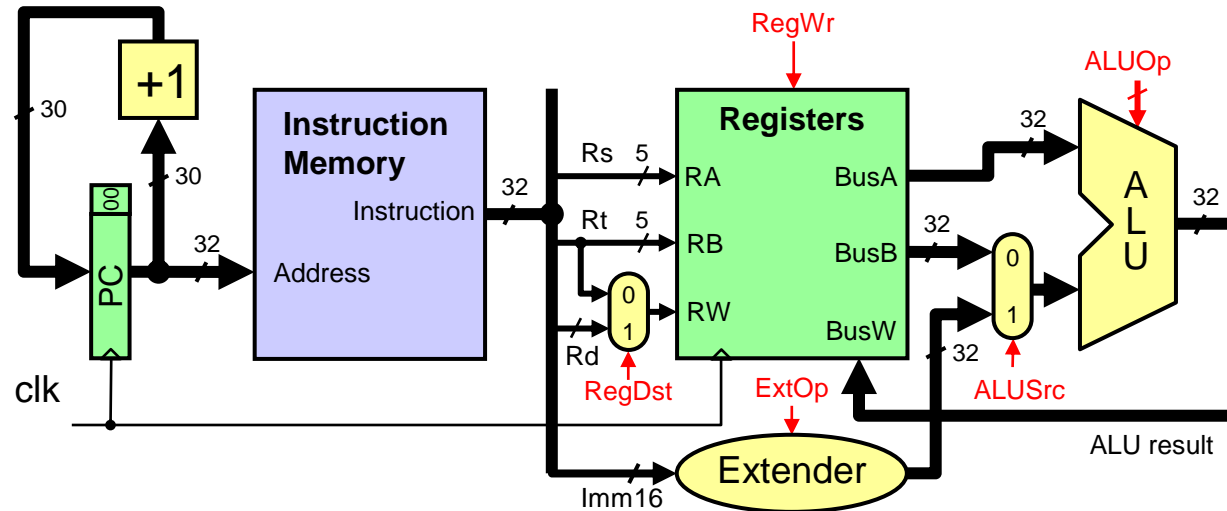 RegWr
ALUOp
+1
30
Instruction
Memory
Registers
32
Rs
5
30
00
32
RA
BusA
A
L
U
32
Instruction
Rt
5
32
32
RB
BusB
0
1
Address
PC
0
1
RW
BusW
Rd
32
clk
RegDst
ExtOp
ALUSrc
ALU result
Extender
Imm16